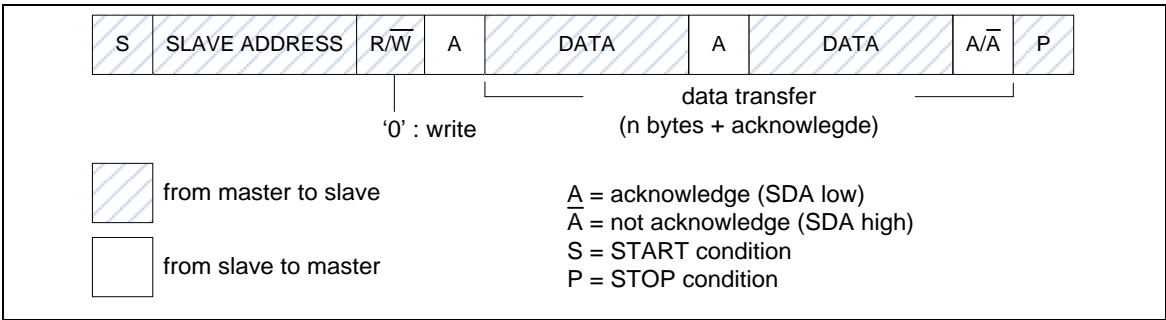 S SLAVE ADDRESS R/W̅ A DATA A DATA A/A̅ P
data transfer
'0' : write
(n bytes + acknowlegde)
from master to slave
from slave to master
A = acknowledge (SDA low)
A̅ = not acknowledge (SDA high)
S = START condition
P = STOP condition